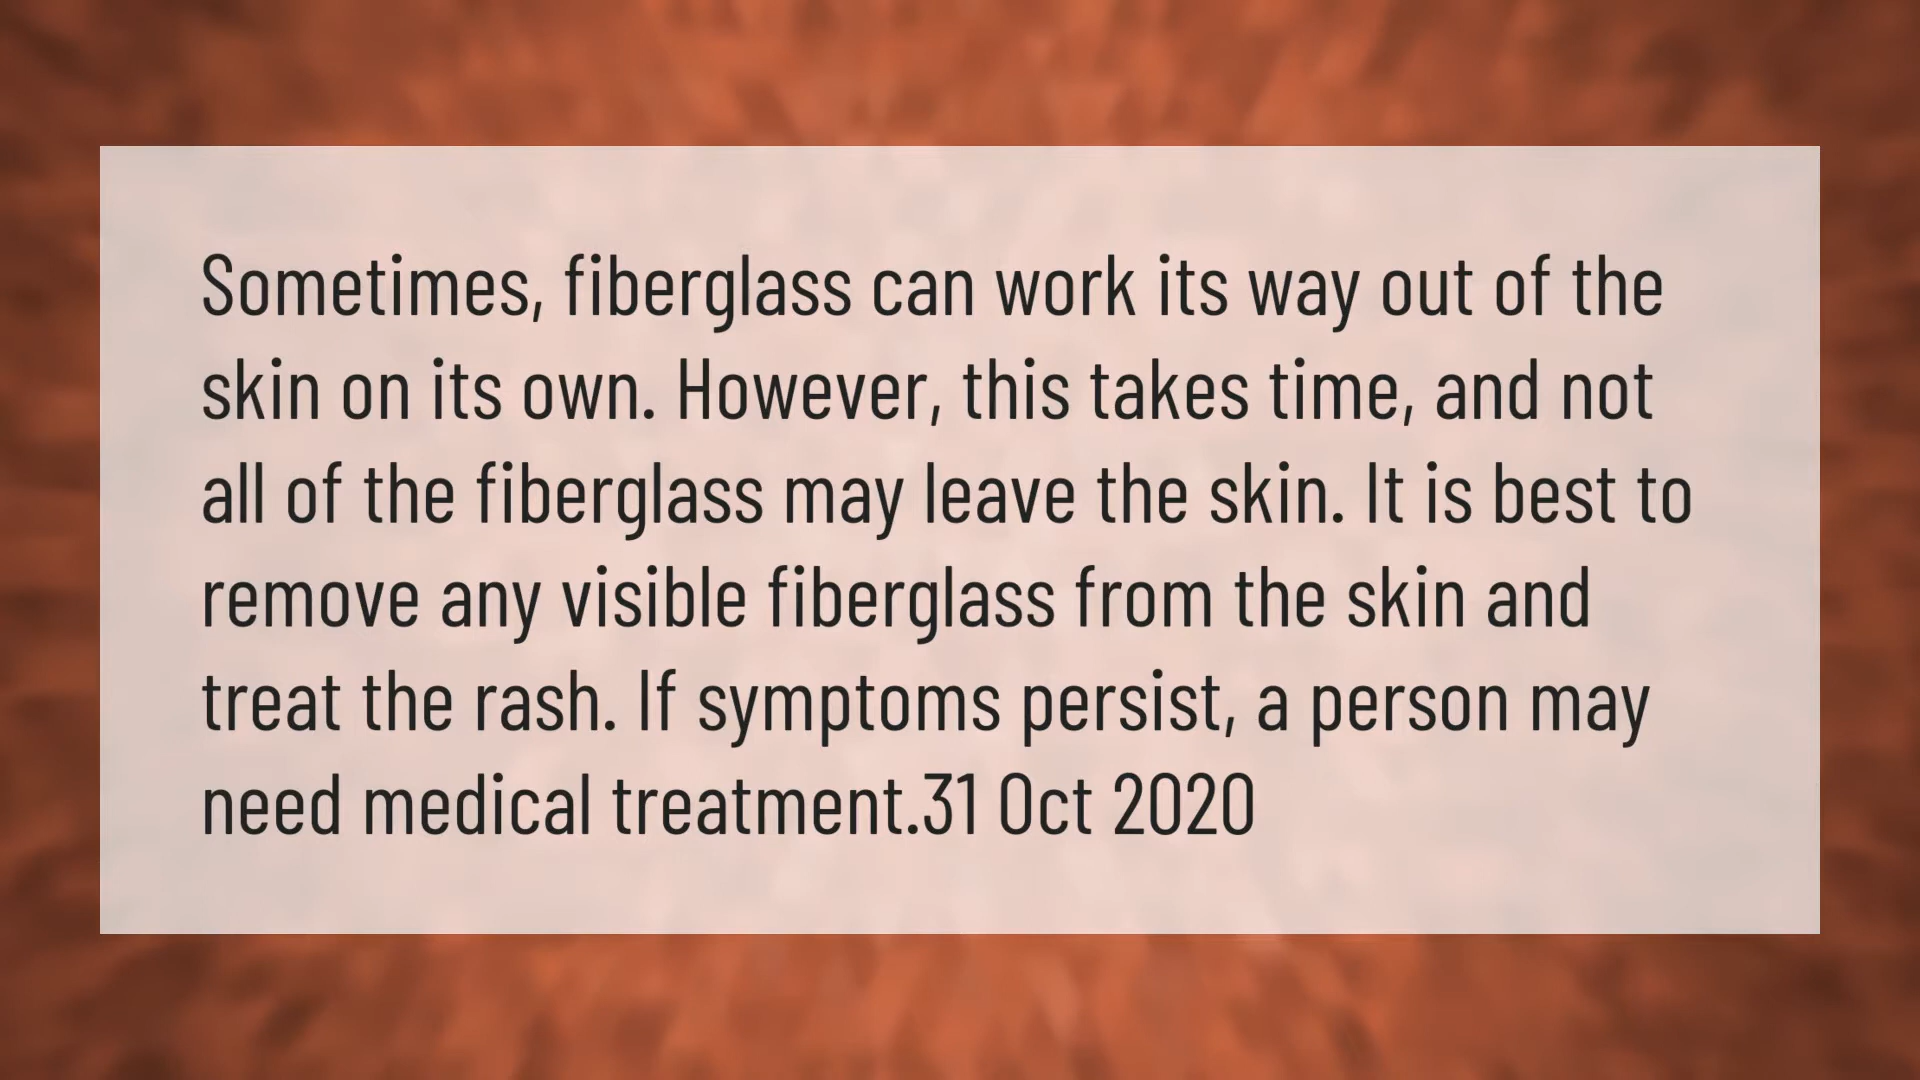 Sometimes, fiberglass can work its way out of the
skin on its own. However, this takes time, and not
all of the fiberglass may leave the skin. It is best to
remove any visible fiberglass from the skin and
treat the rash. If symptoms persist, a person may
need medical treatment.31 Oct 2020